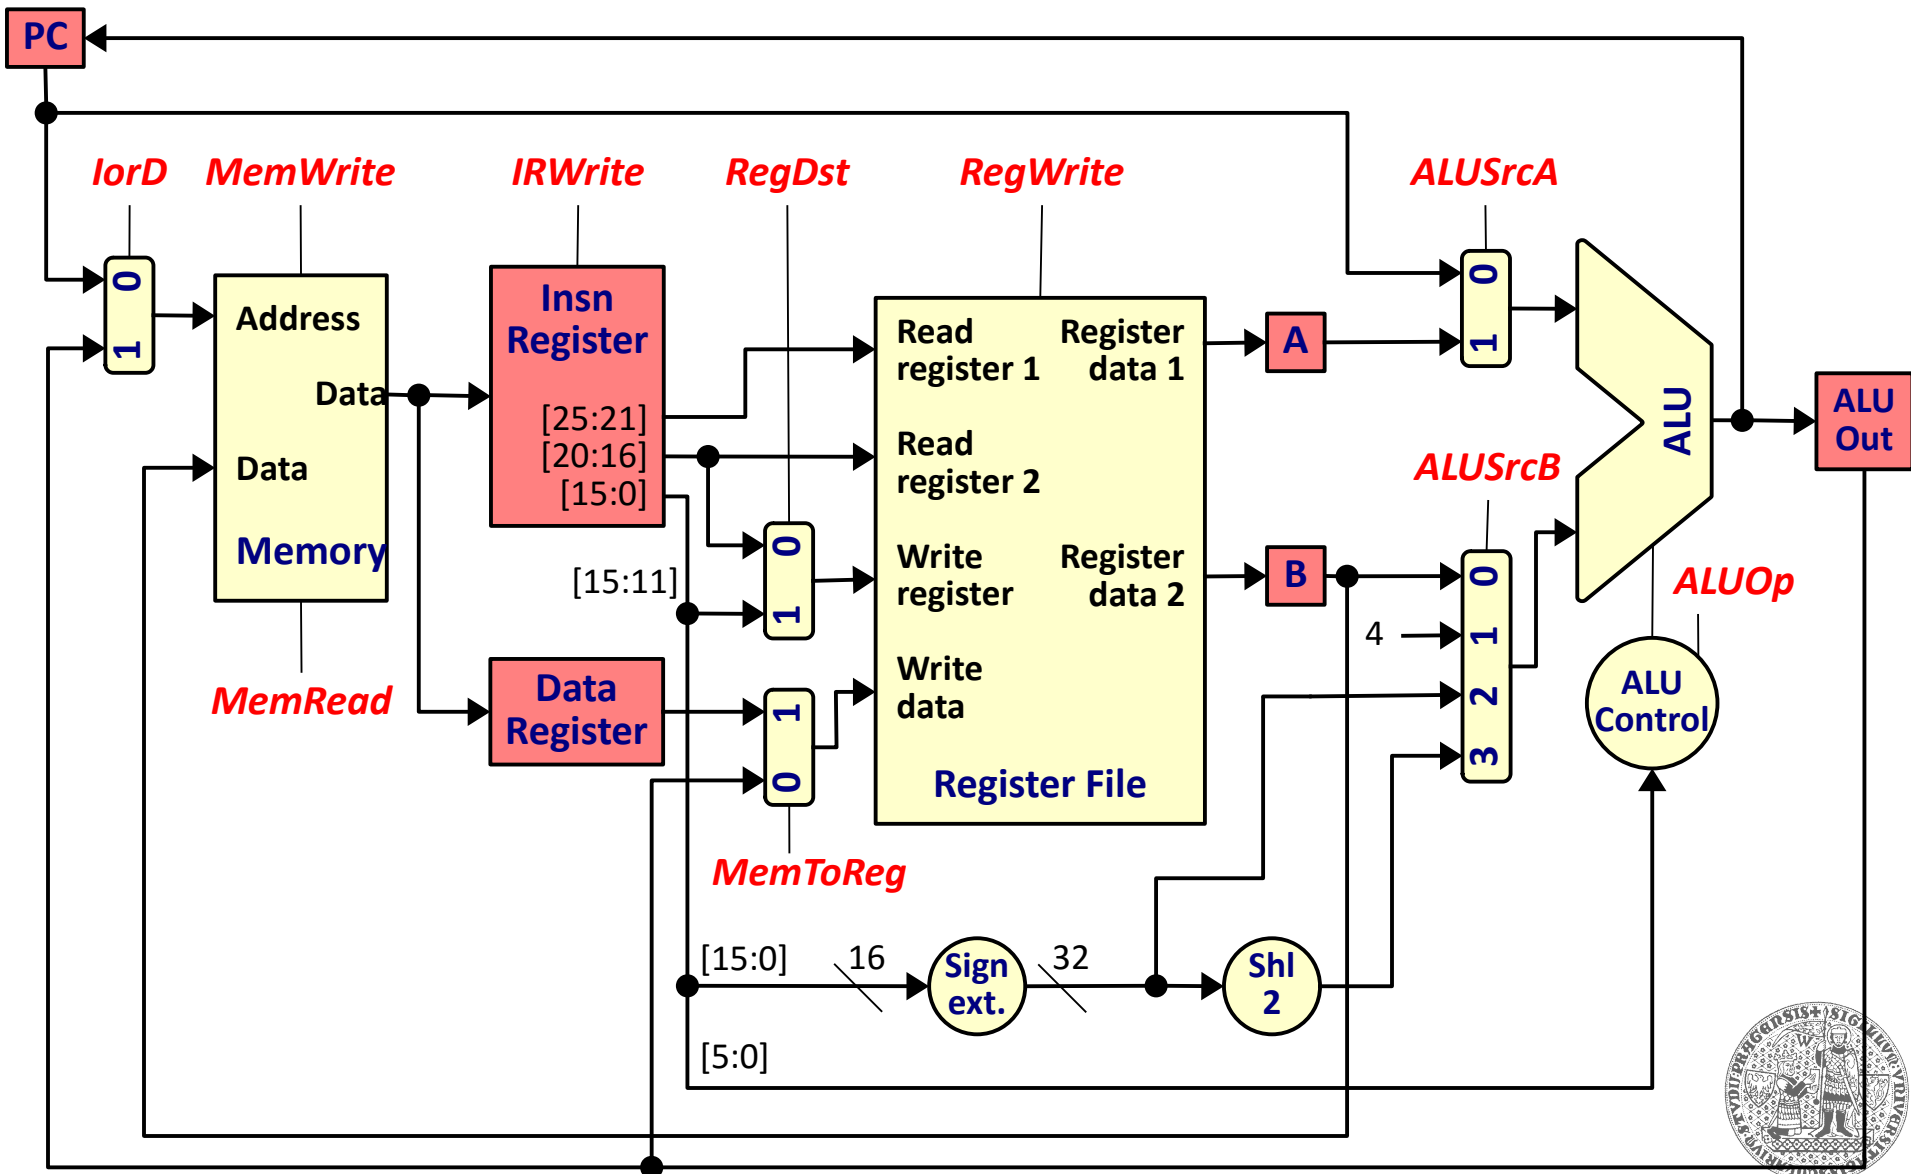 PC
IorD
MemWrite
IRWrite
RegDst
RegWrite
ALUSrcA
0
1
Address
Data
Data
Memory
MemRead
Insn
Register
[25:21]
[20:16]
[15:0]
[15:11]
0
1
Data
Register
1
0
MemToReg
Read
register 1
Register
data 1
Read
register 2
Write
register
Register
data 2
Write
data
Register File
A
B
0
1
ALUSrcB
4
0
1
2
3
ALU
ALU
Out
ALUOp
ALU
Control
[15:0]
16
Sign
ext.
32
Shl
2
[5:0]